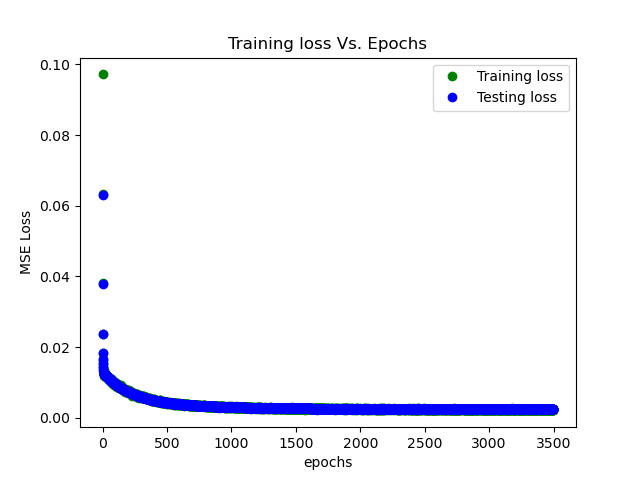 Training loss Vs. Epochs
Training loss
Testing loss
MSE Loss
0.10
0.08
0.06
0.04
0.02
0.00
0 500 1000 1500 2000 2500 3000 3500
epochs